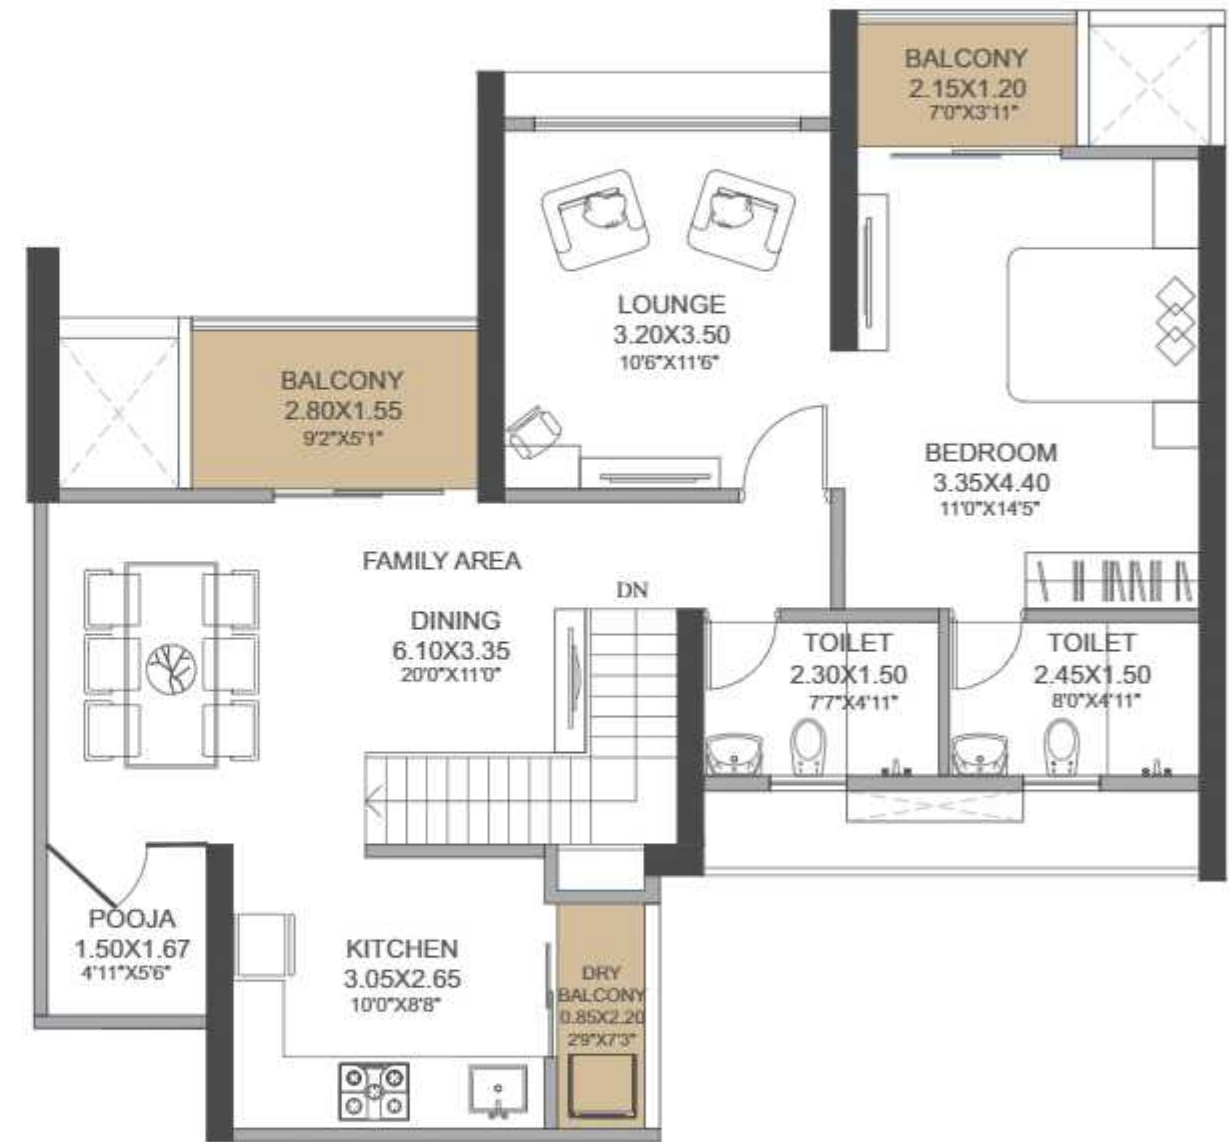 BALCONY
2.15X1.20
7'0"X3'11"
LOUNGE
3.20X3.50
10'6"X11'6"
BALCONY
2.80X1.55
9'2"X5'1"
BEDROOM
3.35X4.40
11'0"X14'5"
FAMILY AREA
DN
DINING
6.10X3.35
20'0"X11'0"
TOILET
2.30X1.50
7'7"X4'11"
TOILET
2.45X1.50
8'0"X4'11"
POOJA
1.50X1.67
4'11"X5'6"
KITCHEN
3.05X2.65
10'0"X8'8"
DRY
BALCONY
0.85X2.20
2'9"X7'3"